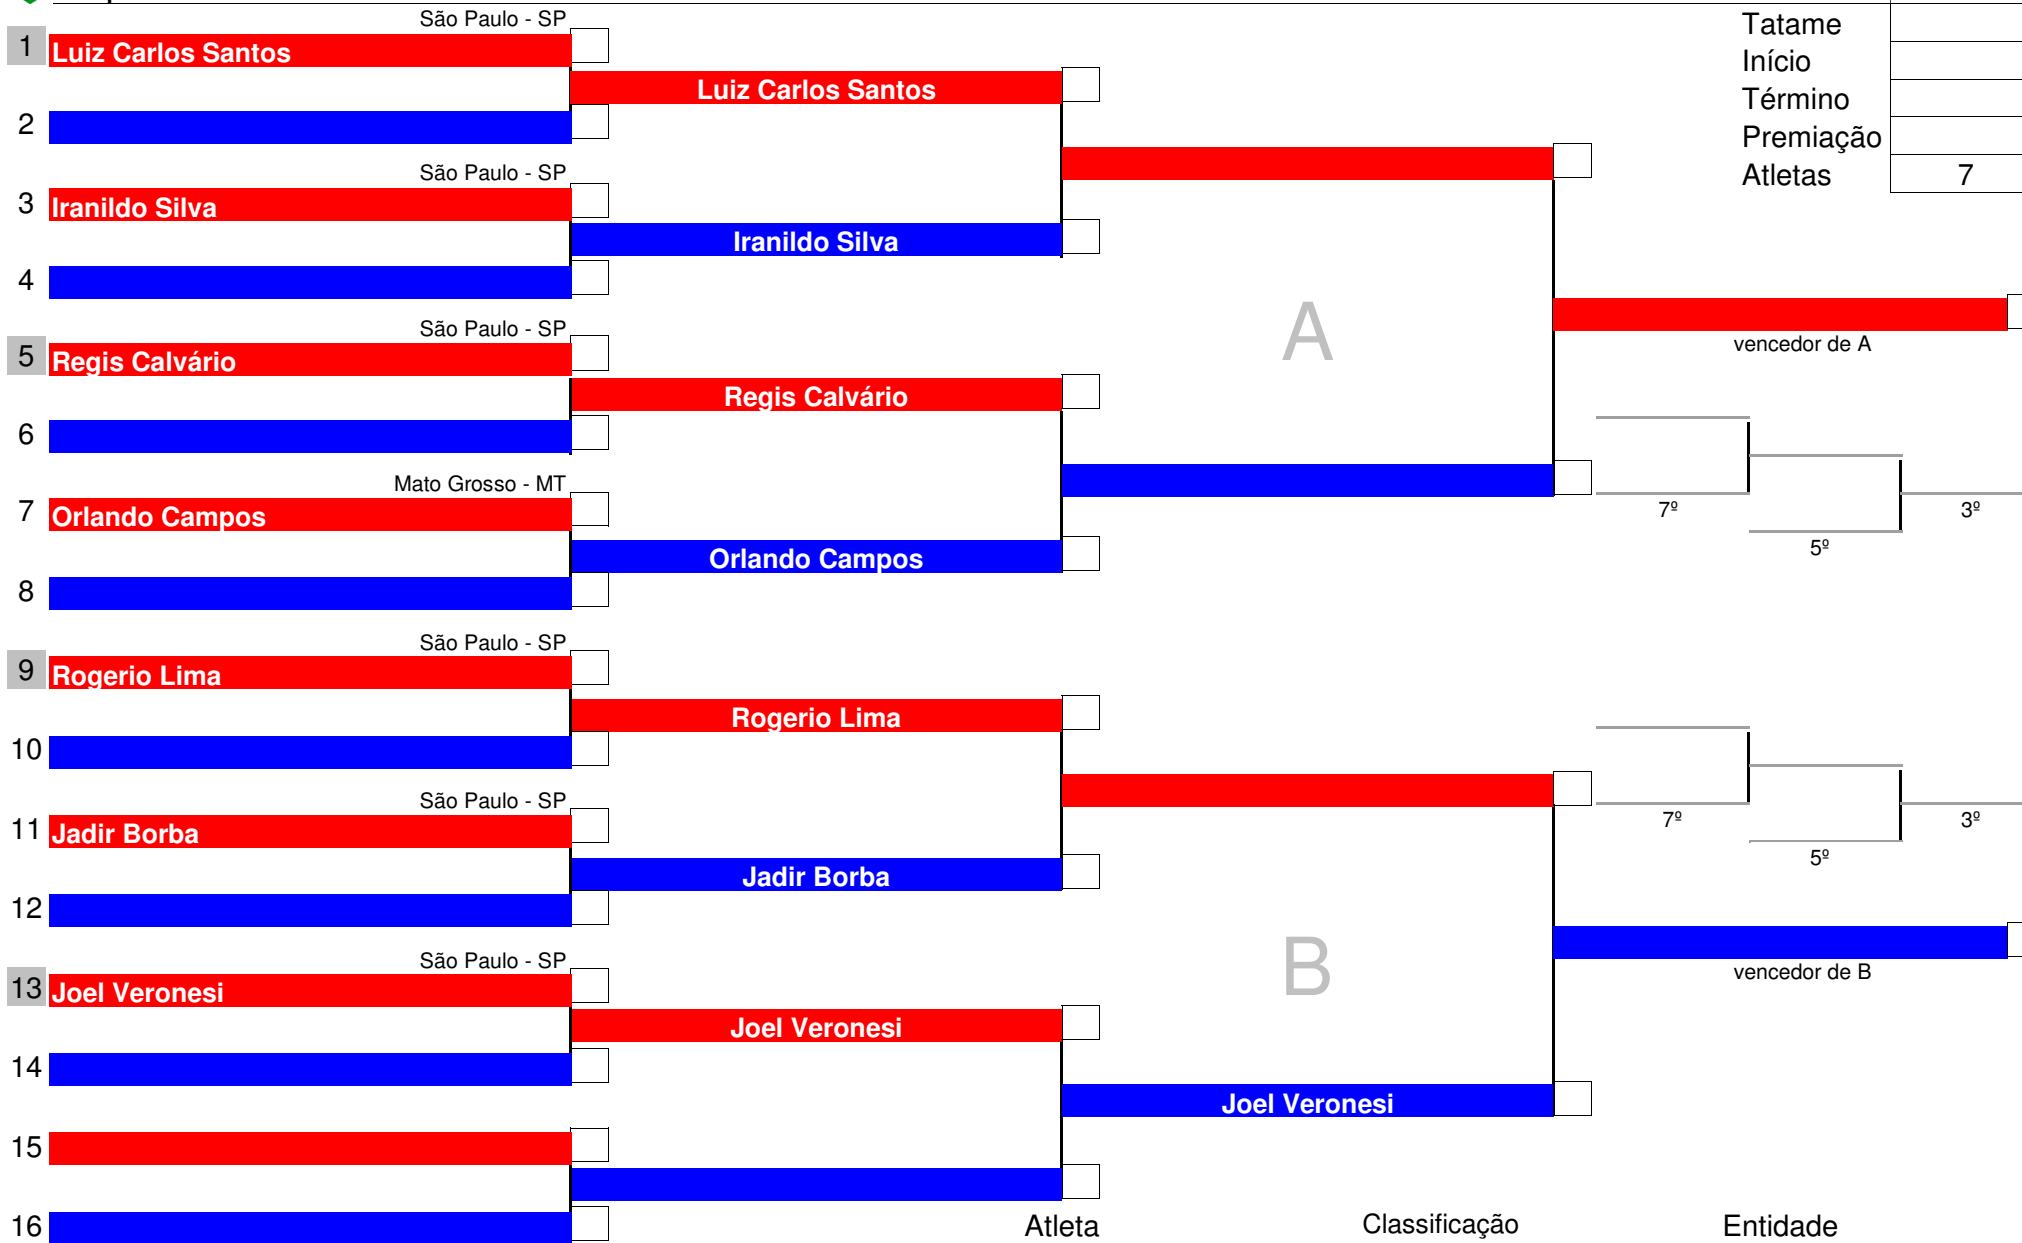 São Paulo - SP
1 Luiz Carlos Santos
Luiz Carlos Santos
2
São Paulo - SP
3 Iranildo Silva
Iranildo Silva
4
São Paulo - SP
5 Regis Calvário
Regis Calvário
6
Mato Grosso - MT
7 Orlando Campos
Orlando Campos
8
São Paulo - SP
9 Rogerio Lima
Rogerio Lima
10
São Paulo - SP
11 Jadir Borba
Jadir Borba
12
São Paulo - SP
13 Joel Veronesi
Joel Veronesi
14
Joel Veronesi
15
16
Tatame
Início
Término
Premiação
Atletas 7
A
vencedor de A
7º
3º
5º
7º
3º
5º
B
vencedor de B
Atleta Classificação Entidade